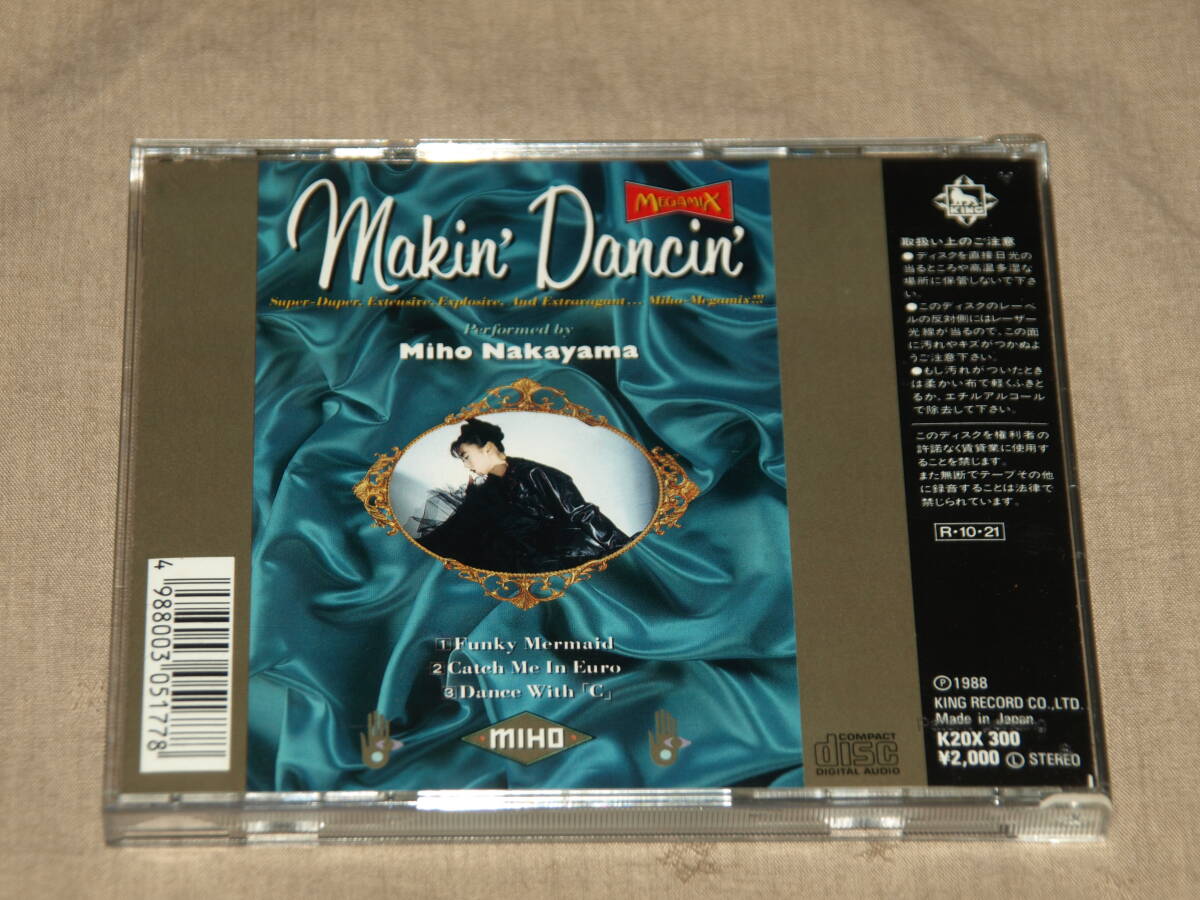 Makin' Dancin'
MEGAMIX
Super-Duper, Extensive, Explosive, And Extravagant... Miho-Megamix!!!
Performed by
Miho Nakayama
1 Funky Mermaid
2 Catch Me In Euro
3 Dance With「C」
MIHO
4 988003 051778
KING
取扱い上のご注意
●ディスクを直接日光の
当るところや高温多湿な
場所に保管しないで下さ
い。
●このディスクのレーベ
ルの反対側にはレーザー
光線が当るので、この面
に汚れやキズがつかぬよ
うご注意下さい。
●もし汚れがついたとき
は柔かい布で軽くふきと
るか、エチルアルコール
で除去して下さい。
このディスクを権利者の
許諾なく賃貸業に使用す
ることを禁じます。
また無断でテープその他
に録音することは法律で
禁じられています。
R・10・21
Ⓟ1988
KING RECORD CO.,LTD.
Made in Japan
K20X 300
¥2,000 Ⓛ STEREO
COMPACT
disc
DIGITAL AUDIO